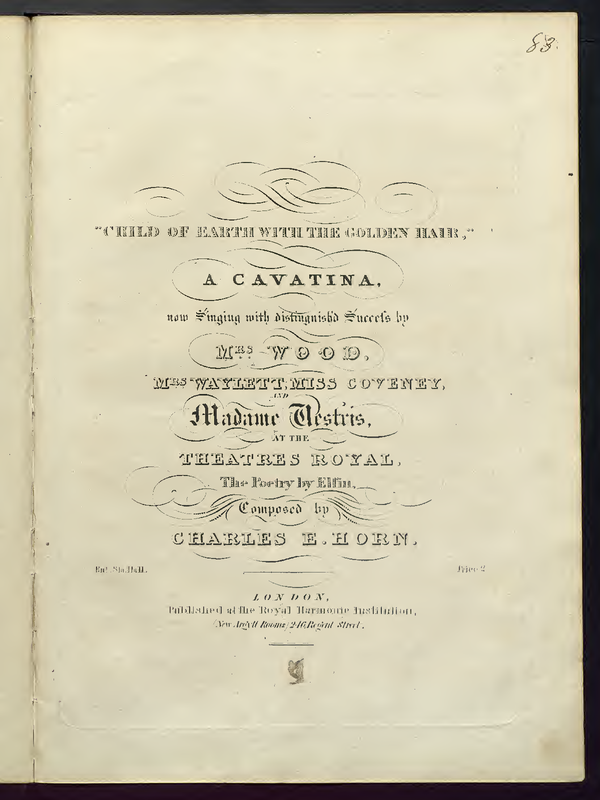 83.
"CHILD OF EARTH WITH THE GOLDEN HAIR,"
A CAVATINA,
now Singing with distinguish'd Succefs by
MRS. WOOD,
MRS. WAYLETT, MISS COVENEY,
AND
Madame Vestris,
AT THE
THEATRES ROYAL,
The Poetry by Elfin,
Composed by
CHARLES E. HORN.
Ent. Sta. Hall.
Price 2
LONDON,
Published at the Royal Harmonic Institution,
(New Argyll Rooms) 246, Regent Street.